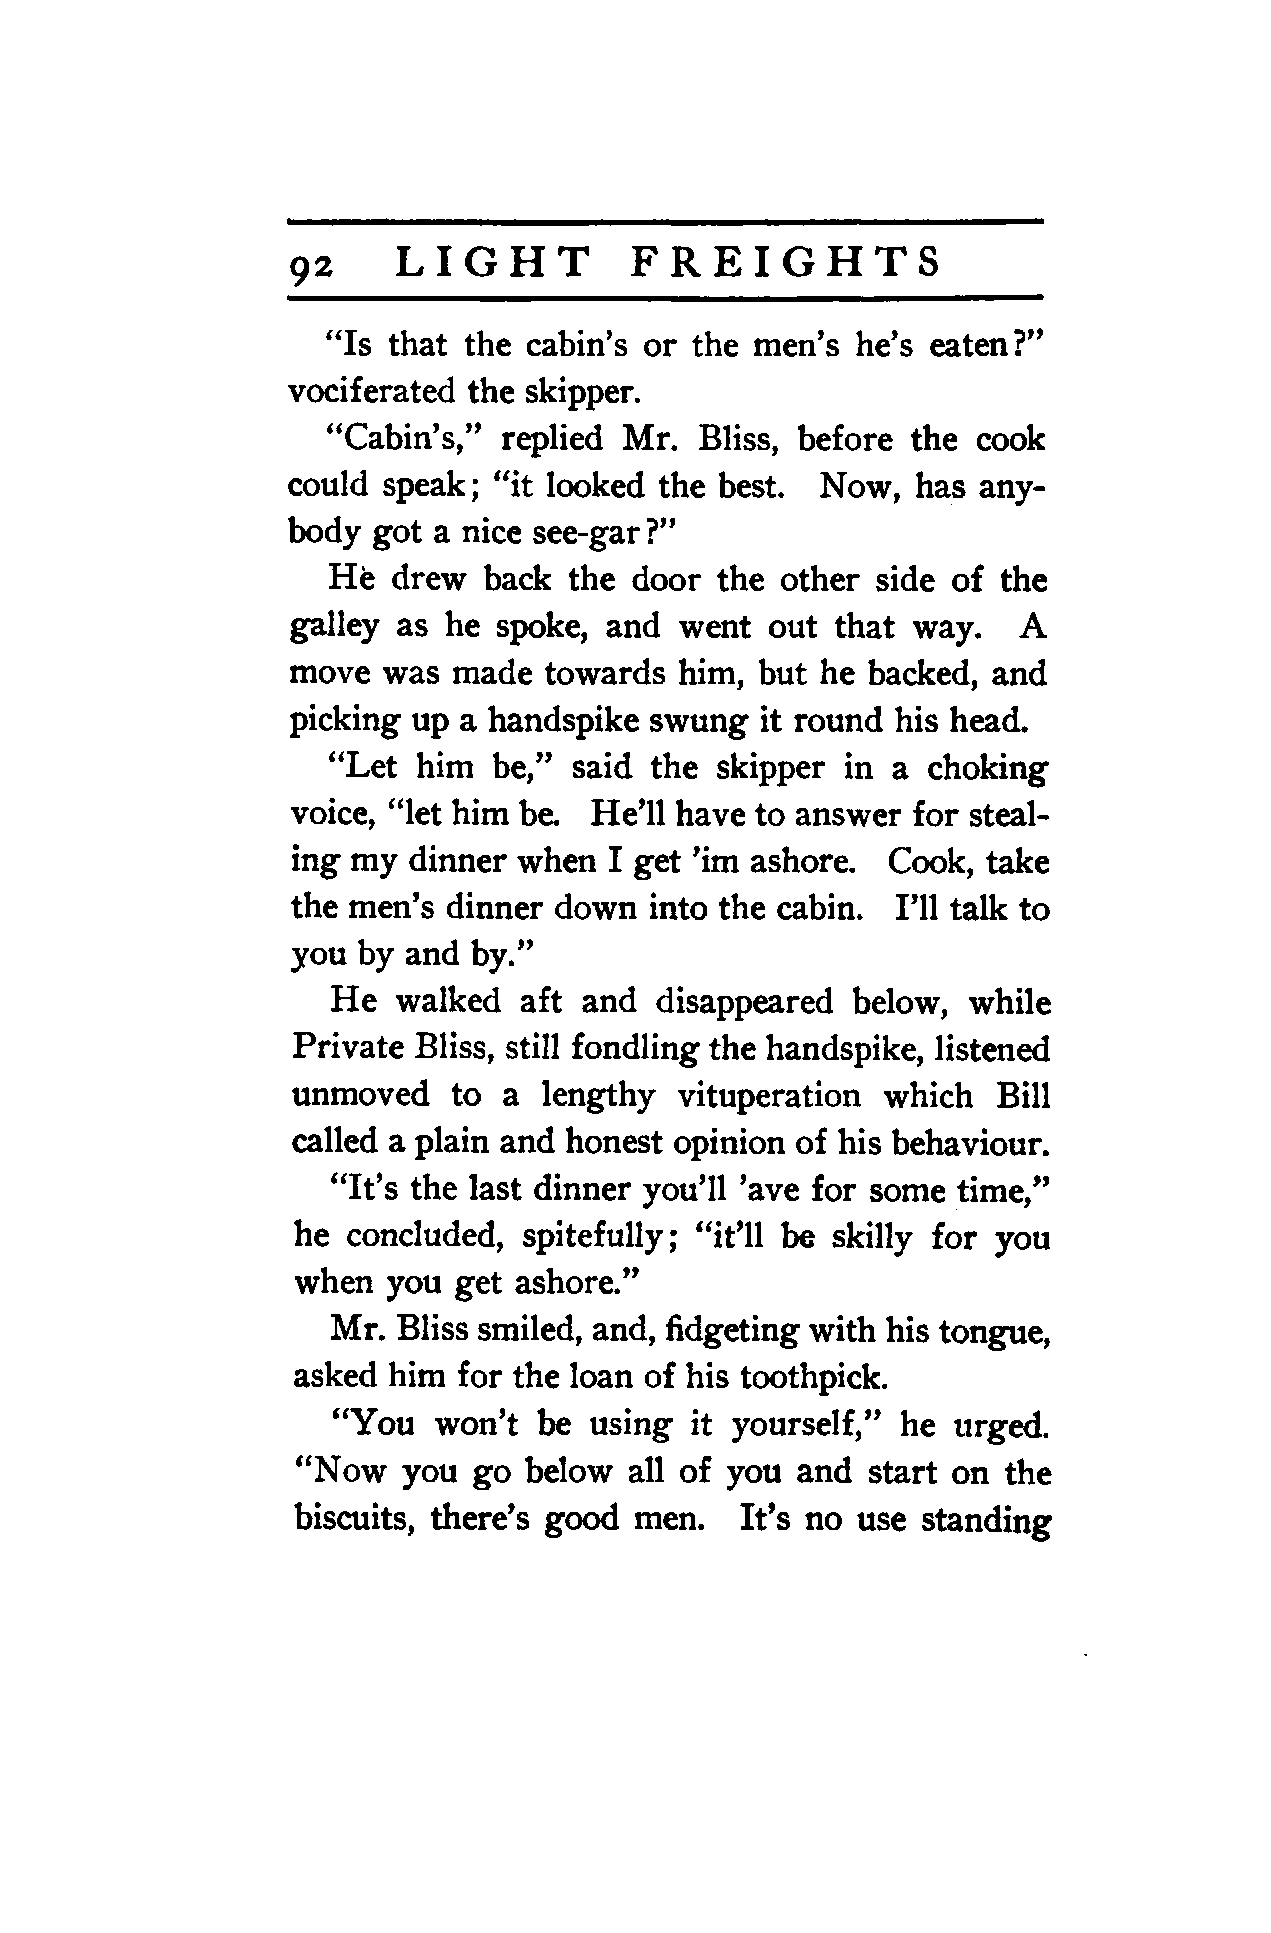 92 LIGHT FREIGHTS
“Is that the cabin’s or the men’s he’s eaten?”
vociferated the skipper.
“Cabin’s,” replied Mr. Bliss, before the cook
could speak; “it looked the best. Now, has any-
body got a nice see-gar?”
He drew back the door the other side of the
galley as he spoke, and went out that way. A
move was made towards him, but he backed, and
picking up a handspike swung it round his head.
“Let him be,” said the skipper in a choking
voice, “let him be. He’ll have to answer for steal-
ing my dinner when I get ’im ashore. Cook, take
the men’s dinner down into the cabin. I’ll talk to
you by and by.”
He walked aft and disappeared below, while
Private Bliss, still fondling the handspike, listened
unmoved to a lengthy vituperation which Bill
called a plain and honest opinion of his behaviour.
“It’s the last dinner you’ll ’ave for some time,”
he concluded, spitefully; “it’ll be skilly for you
when you get ashore.”
Mr. Bliss smiled, and, fidgeting with his tongue,
asked him for the loan of his toothpick.
“You won’t be using it yourself,” he urged.
“Now you go below all of you and start on the
biscuits, there’s good men. It’s no use standing